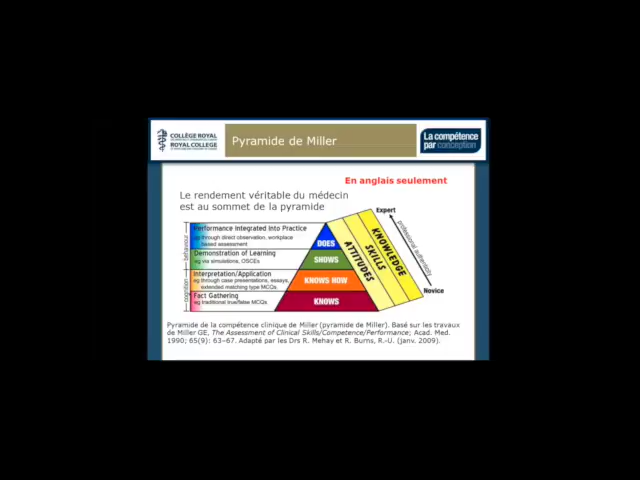 COLLÈGE ROYAL
ROYAL COLLEGE
Pyramide de Miller
La compétence
par conception
En anglais seulement
Le rendement véritable du médecin
est au sommet de la pyramide
Performance Integrated into Practice
eg through direct observation, workplace
based assessment
Demonstration of Learning
eg via simulations, OSCEs
Interpretation/Application
eg through case presentations, essays,
extended matching type MCQs
Fact Gathering
eg traditional true/false MCQs
behaviour
cognition
DOES
SHOWS
KNOWS HOW
KNOWS
ATTITUDES
SKILLS
KNOWLEDGE
Expert
professional authenticity
Novice
Pyramide de la compétence clinique de Miller (pyramide de Miller). Basé sur les travaux
de Miller GE, The Assessment of Clinical Skills/Competence/Performance; Acad. Med.
1990; 65(9): 63–67. Adapté par les Drs R. Mehay et R. Burns, R.-U. (janv. 2009).